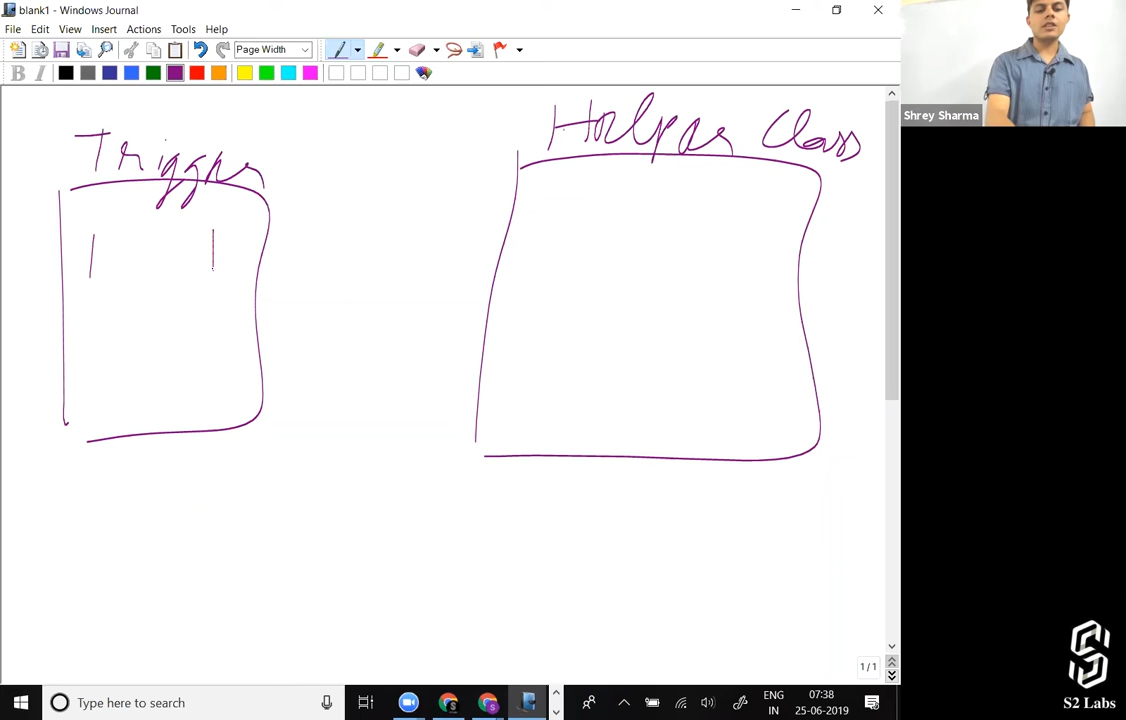 blank1 - Windows Journal
File Edit View Insert Actions Tools Help
Page Width
B I
Trigger
Helper Class
Shrey Sharma
1/1
Type here to search
ENG
IN
07:38
25-06-2019
S2 Labs